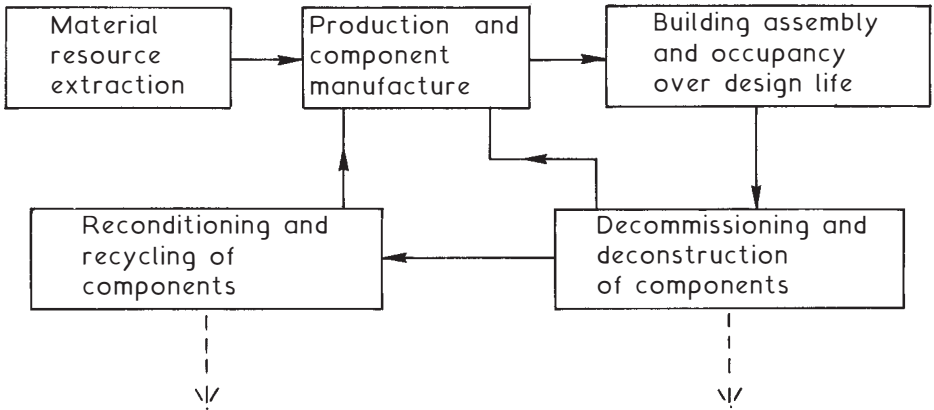 Material
resource
extraction
Production and
component
manufacture
Building assembly
and occupancy
over design life
Reconditioning and
recycling of
components
Decommissioning and
deconstruction
of components